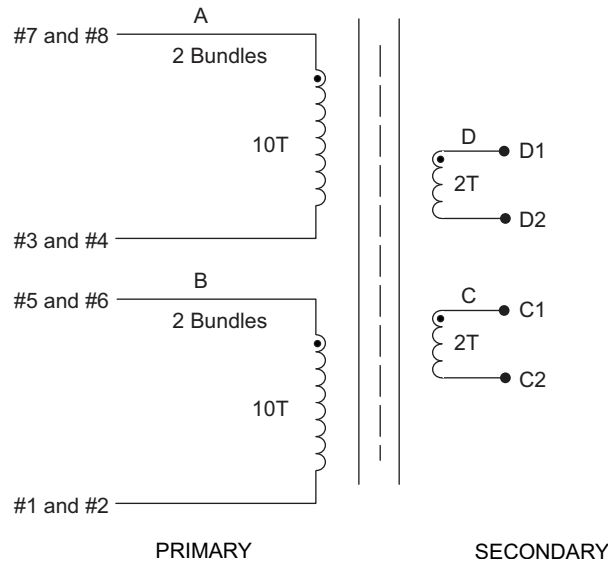 A
#7 and #8
2 Bundles
10T
#3 and #4
D
D1
2T
D2
B
#5 and #6
2 Bundles
10T
#1 and #2
C
C1
2T
C2
PRIMARY
SECONDARY